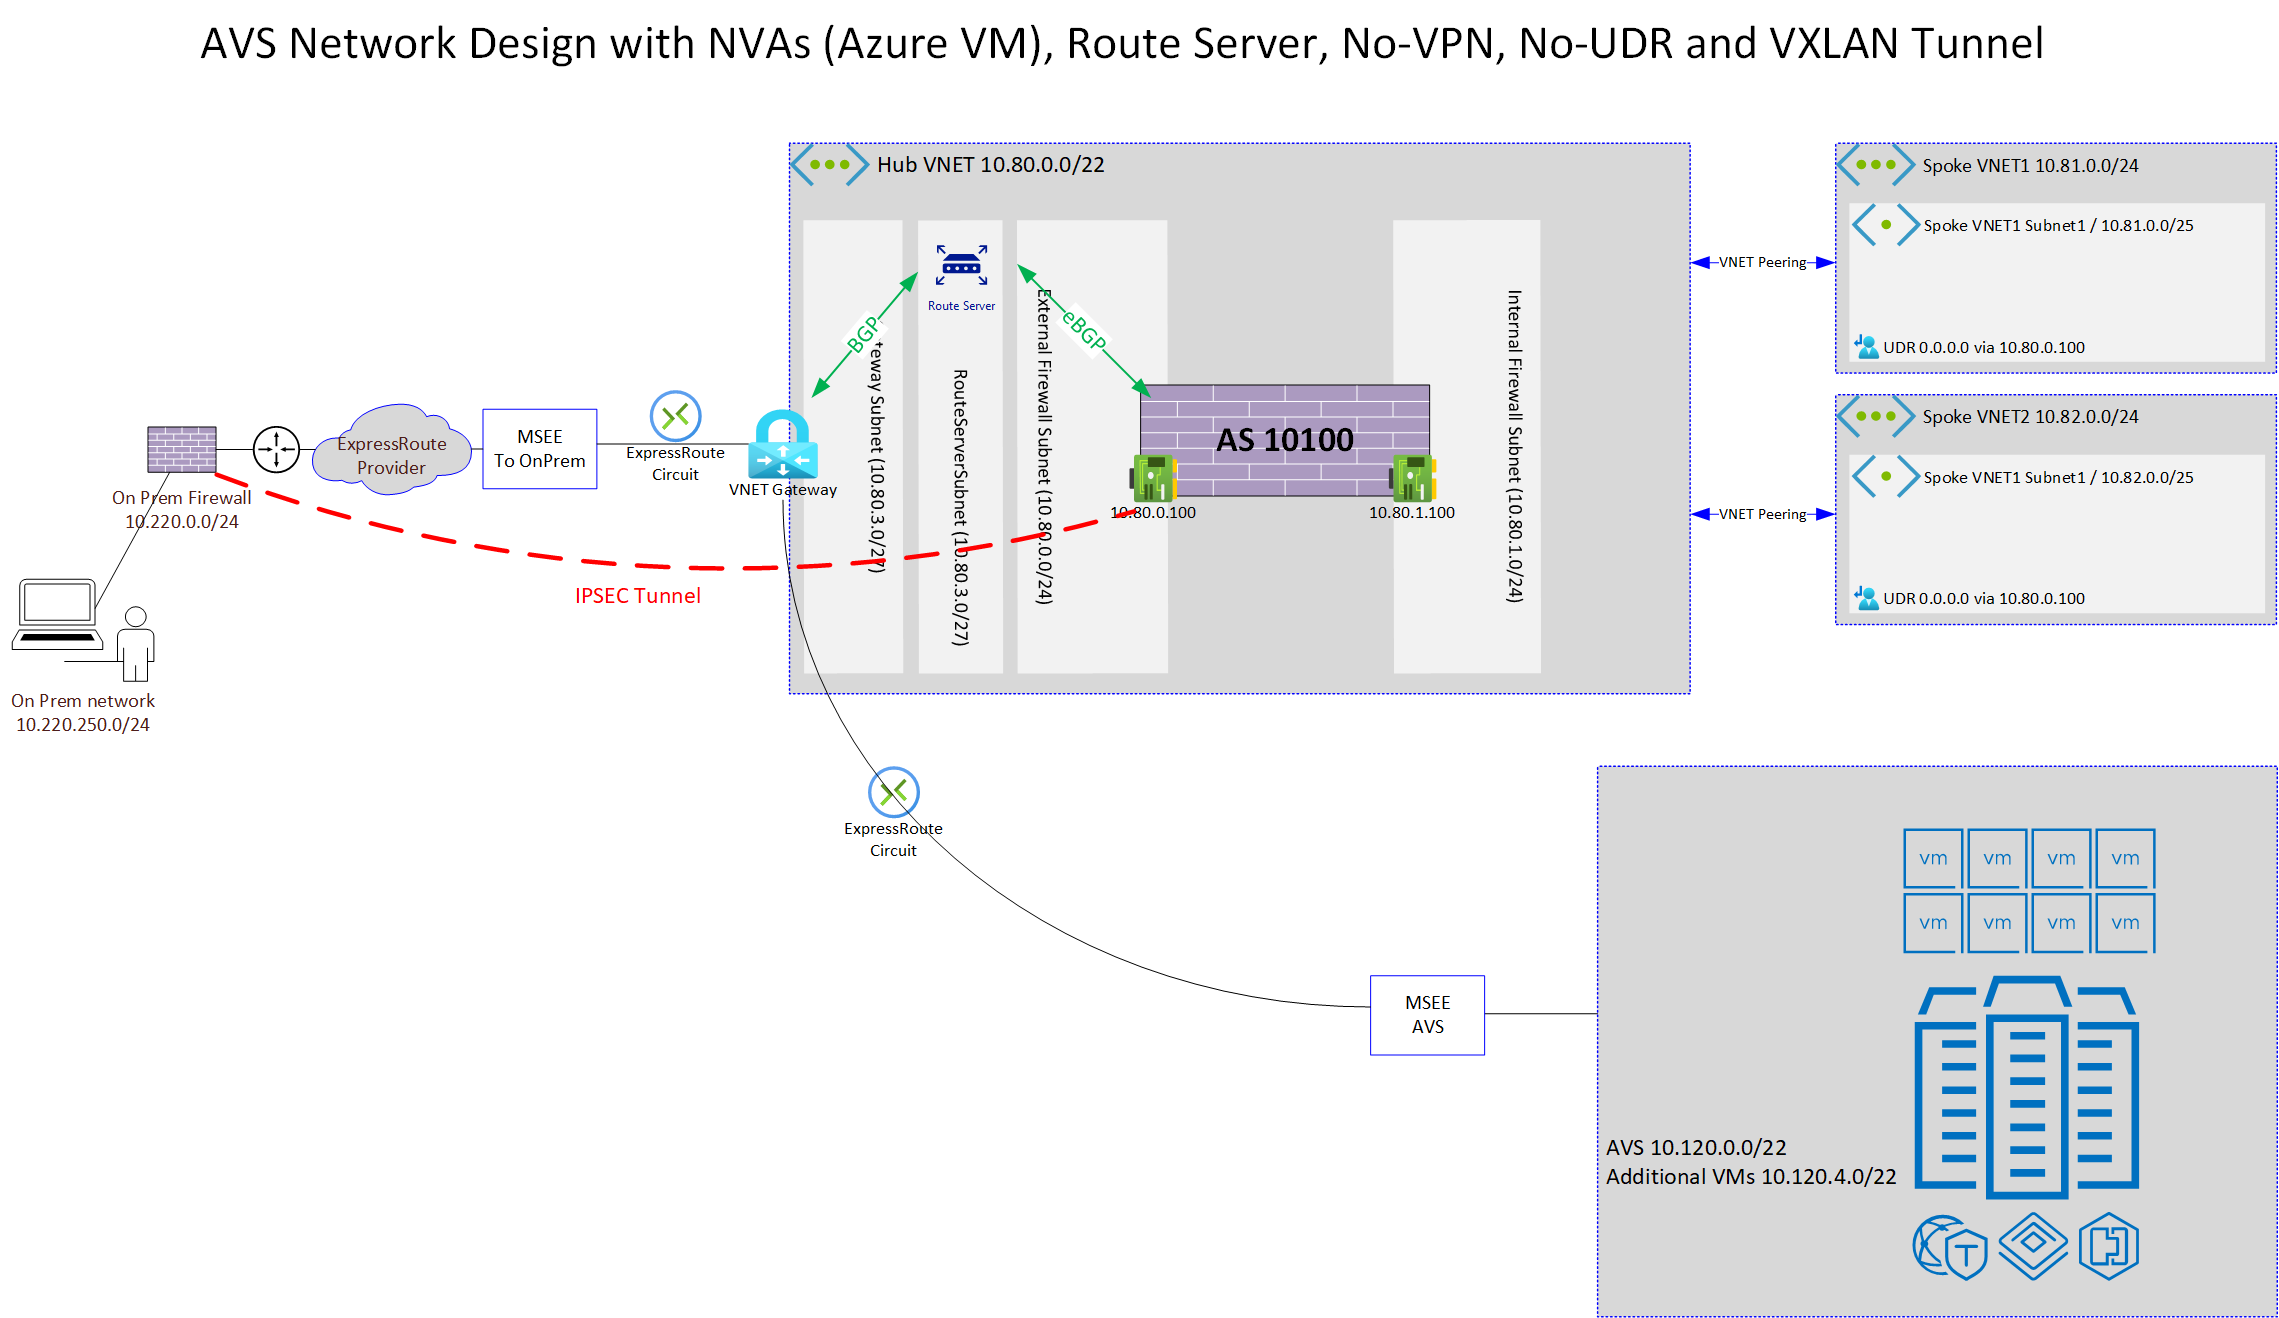 AVS Network Design with NVAs (Azure VM), Route Server, No-VPN, No-UDR and VXLAN Tunnel
Hub VNET 10.80.0.0/22
Spoke VNET1 10.81.0.0/24
Spoke VNET1 Subnet1 / 10.81.0.0/25
UDR 0.0.0.0 via 10.80.0.100
VNET Peering
Spoke VNET2 10.82.0.0/24
Spoke VNET1 Subnet1 / 10.82.0.0/25
UDR 0.0.0.0 via 10.80.0.100
VNET Peering
Route Server
BGP
eBGP
teway Subnet (10.80.3.0/27)
RouteServerSubnet (10.80.3.0/27)
External Firewall Subnet (10.80.0.0/24)
Internal Firewall Subnet (10.80.1.0/24)
AS 10100
10.80.0.100
10.80.1.100
ExpressRoute
Provider
MSEE
To OnPrem
ExpressRoute
Circuit
VNET Gateway
On Prem Firewall
10.220.0.0/24
IPSEC Tunnel
On Prem network
10.220.250.0/24
ExpressRoute
Circuit
MSEE
AVS
vm vm vm vm
vm vm vm vm
AVS 10.120.0.0/22
Additional VMs 10.120.4.0/22
T